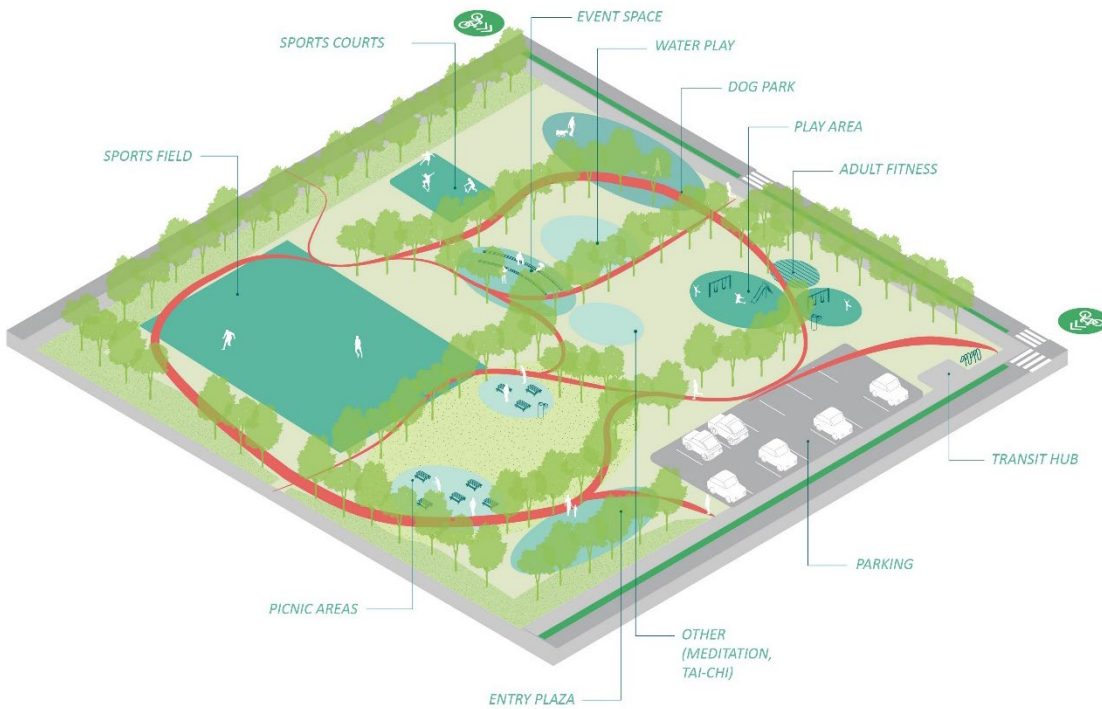 EVENT SPACE
SPORTS COURTS
WATER PLAY
DOG PARK
PLAY AREA
SPORTS FIELD
ADULT FITNESS
TRANSIT HUB
PARKING
PICNIC AREAS
OTHER
(MEDITATION,
TAI-CHI)
ENTRY PLAZA